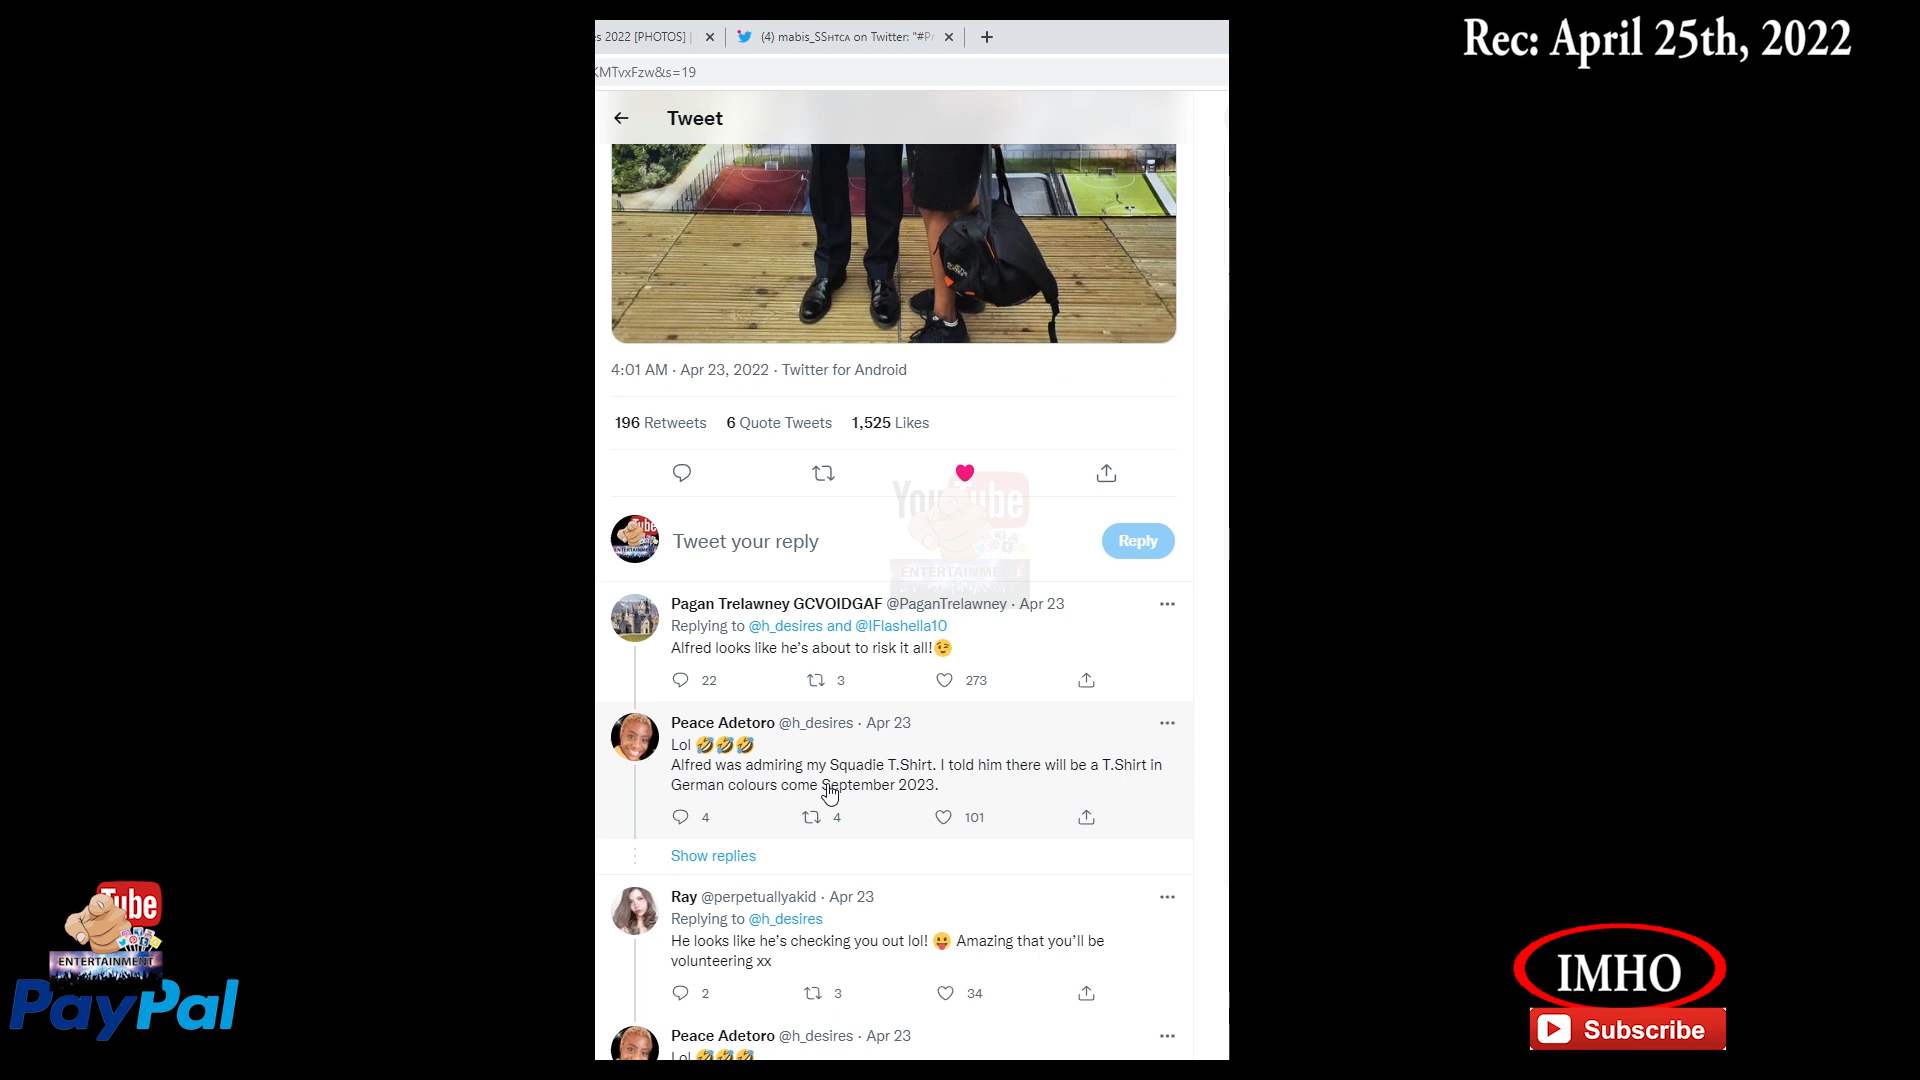 Rec: April 25th, 2022
s 2022 [PHOTOS] |
(4) mabis_SSHTCA on Twitter: "#P
KMTvxFzw&s=19
Tweet
4:01 AM · Apr 23, 2022 · Twitter for Android
196 Retweets 6 Quote Tweets 1,525 Likes
YouTube
Tweet your reply
Reply
ENTERTAINMENT
Pagan Trelawney GCVOIDGAF @PaganTrelawney · Apr 23
Replying to @h_desires and @IFlashella10
Alfred looks like he's about to risk it all!😉
22 3 273
Peace Adetoro @h_desires · Apr 23
Lol 🤣🤣🤣
Alfred was admiring my Squadie T.Shirt. I told him there will be a T.Shirt in
German colours come September 2023.
4 4 101
Show replies
Ray @perpetuallyakid · Apr 23
Replying to @h_desires
He looks like he's checking you out lol! 😛 Amazing that you'll be
volunteering xx
2 3 34
Peace Adetoro @h_desires · Apr 23
Lol 🤣🤣🤣
Tube
ENTERTAINMENT
PayPal
IMHO
Subscribe